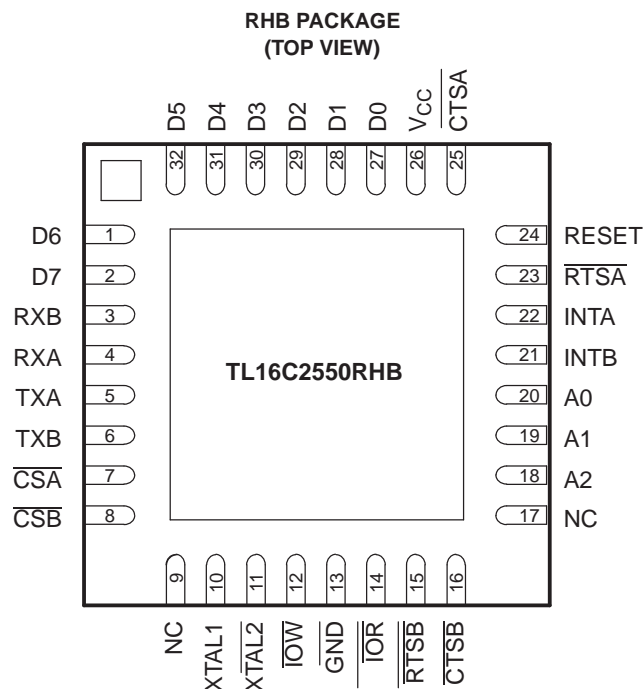 RHB PACKAGE
(TOP VIEW)
D5 D4 D3 D2 D1 D0 VCC CTSA
32 31 30 29 28 27 26 25
D6 1
D7 2
RXB 3
RXA 4
TXA 5
TXB 6
CSA 7
CSB 8
TL16C2550RHB
24 RESET
23 RTSA
22 INTA
21 INTB
20 A0
19 A1
18 A2
17 NC
9 10 11 12 13 14 15 16
NC XTAL1 XTAL2 IOW GND IOR RTSB CTSB